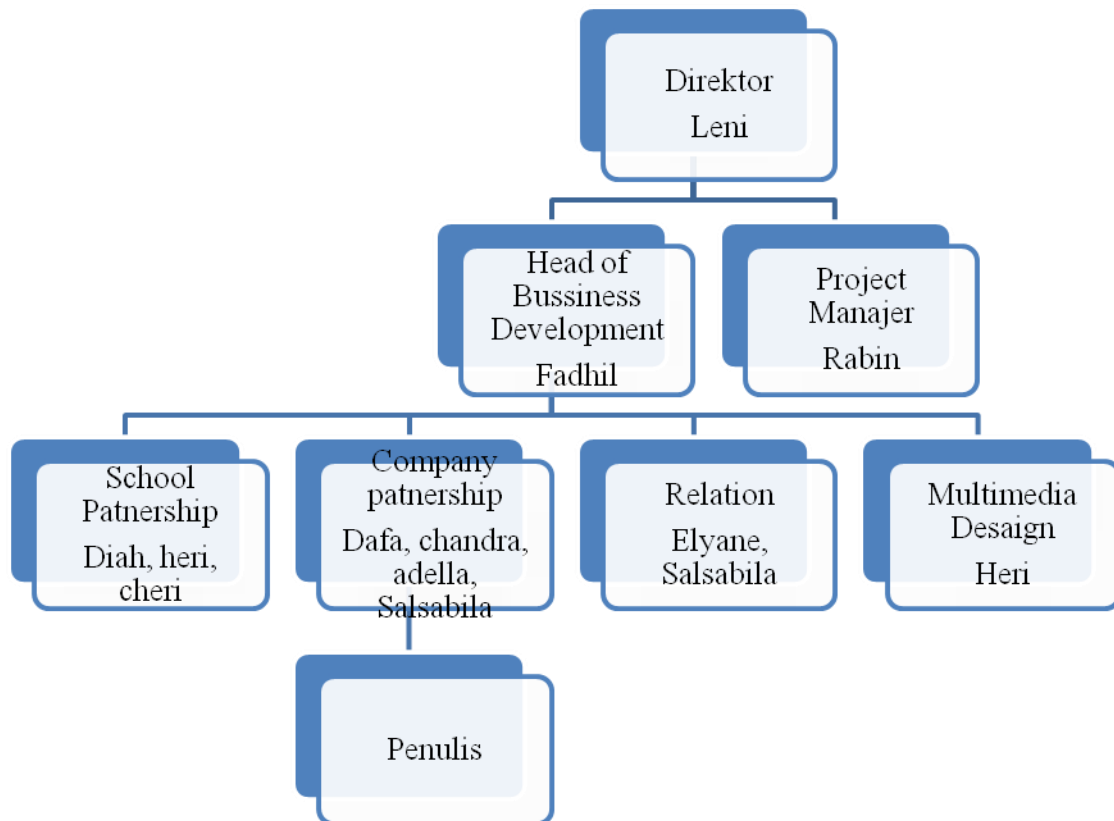 Direktor
Leni
Head of
Bussiness
Development
Fadhil
Project
Manajer
Rabin
School
Patnership
Diah, heri,
cheri
Company
patnership
Dafa, chandra,
adella,
Salsabila
Relation
Elyane,
Salsabila
Multimedia
Desaign
Heri
Penulis